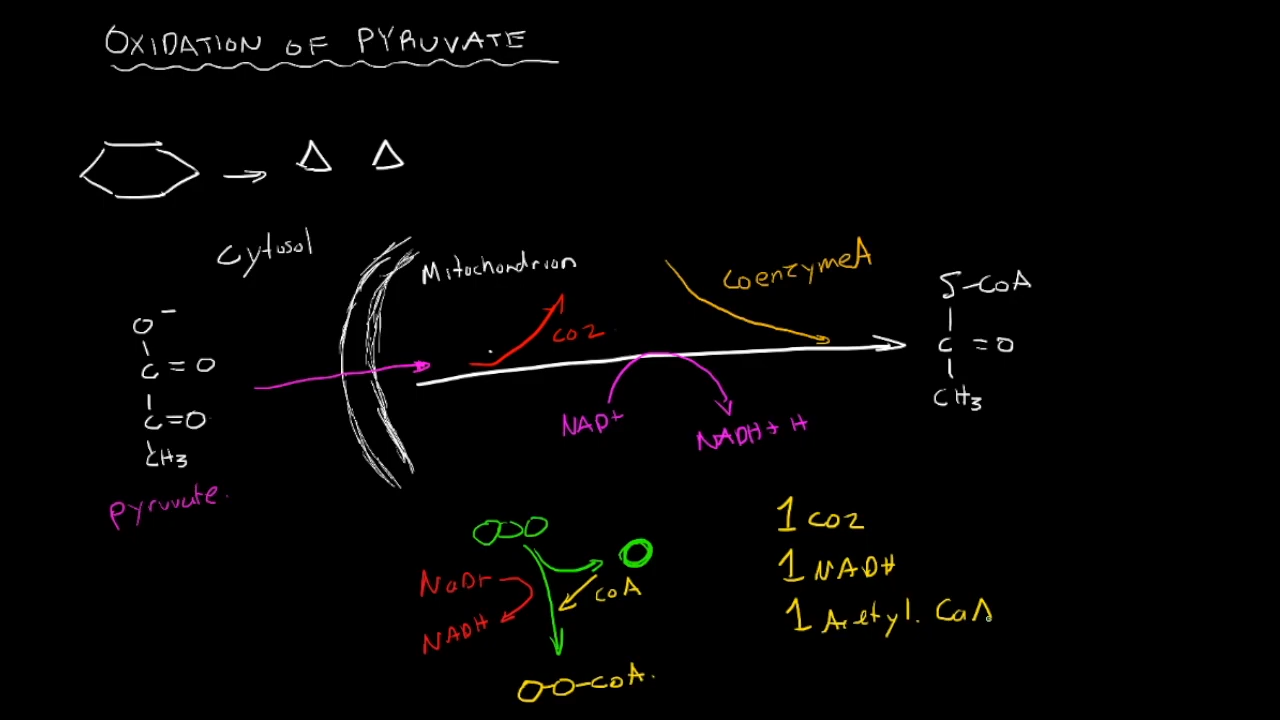 OXIDATION OF PYRUVATE
Cytosol
Mitochondrion
CoenzymeA
S-CoA
C=O
CH3
O-
C=O
C=O
CH3
pyruvate.
CO2
NAD+
NADH + H
NAD+
NADH
CoA
-CoA.
1 CO2
1 NADH
1 Acetyl. CoA